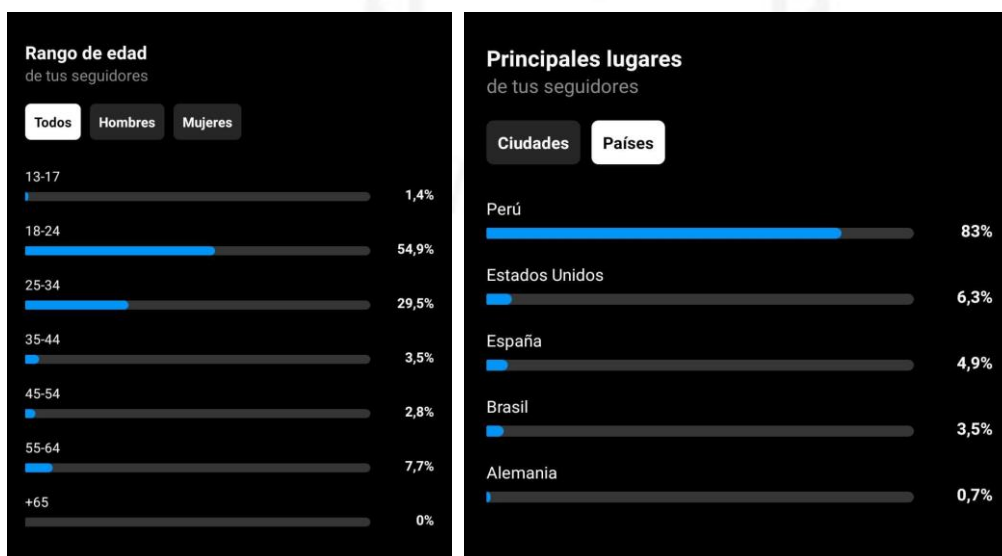 Rango de edad
de tus seguidores
Todos Hombres Mujeres
13-17
1,4%
18-24
54,9%
25-34
29,5%
35-44
3,5%
45-54
2,8%
55-64
7,7%
+65
0%
Principales lugares
de tus seguidores
Ciudades Países
Perú
83%
Estados Unidos
6,3%
España
4,9%
Brasil
3,5%
Alemania
0,7%